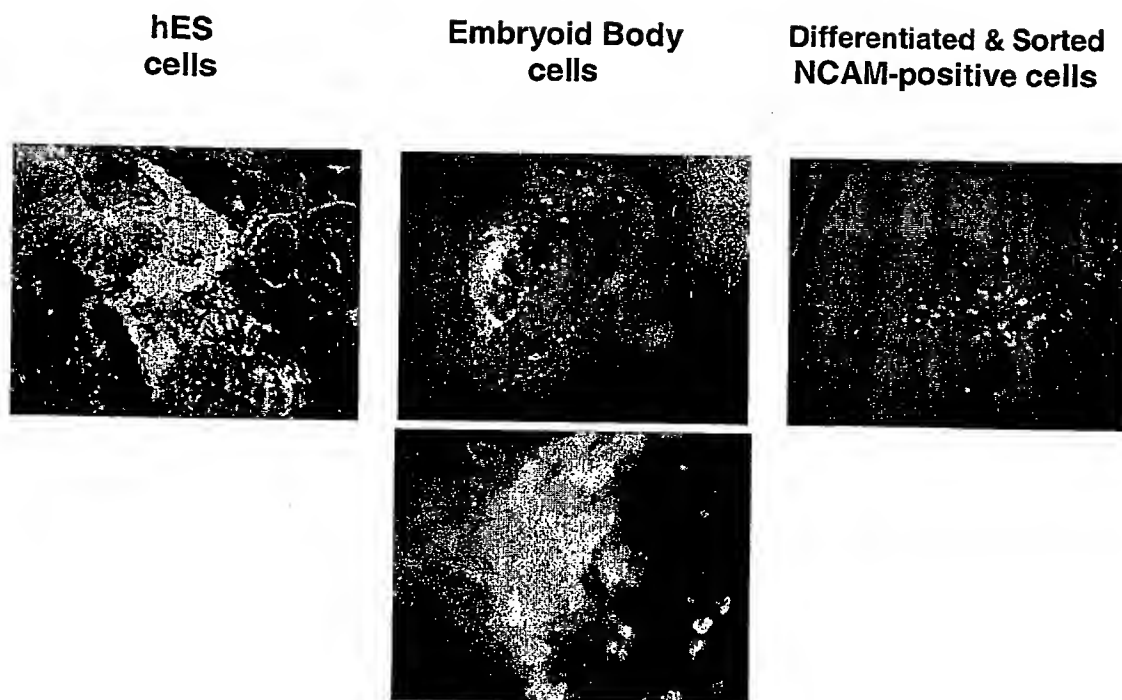 hES
cells
Embryoid Body
cells
Differentiated & Sorted
NCAM-positive cells